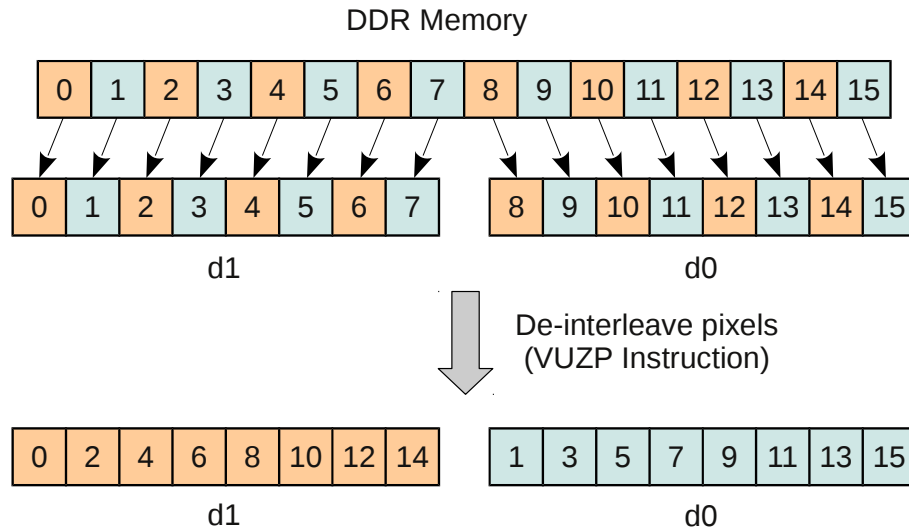 DDR Memory
0 1 2 3 4 5 6 7 8 9 10 11 12 13 14 15
0 1 2 3 4 5 6 7 8 9 10 11 12 13 14 15
d1 d0
De-interleave pixels
(VUZP Instruction)
0 2 4 6 8 10 12 14 1 3 5 7 9 11 13 15
d1 d0